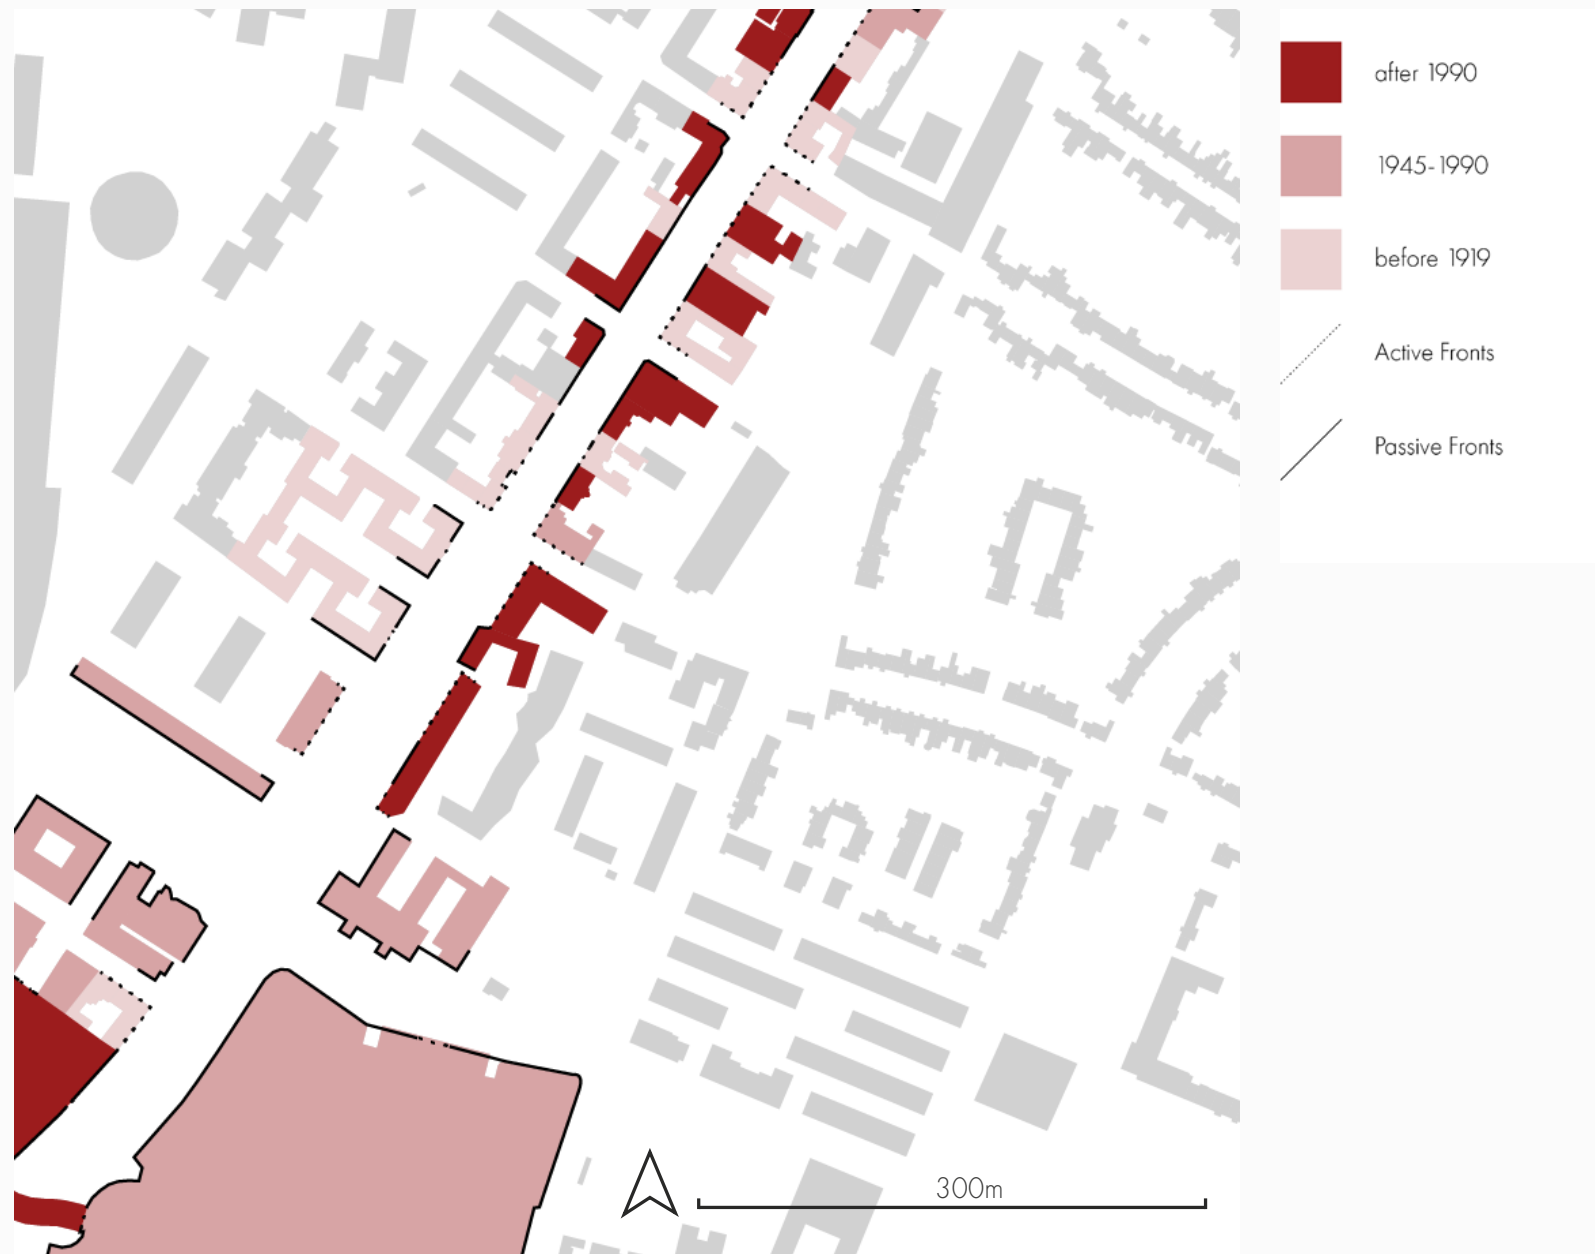 after 1990
1945-1990
before 1919
Active Fronts
Passive Fronts
300m